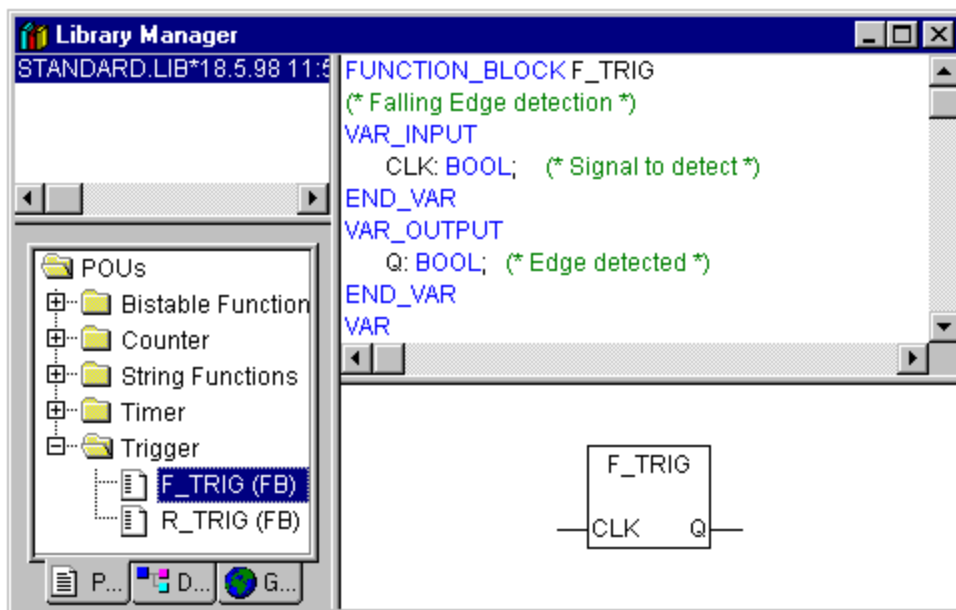 Library Manager
STANDARD.LIB*18.5.98 11:5
FUNCTION_BLOCK F_TRIG
(* Falling Edge detection *)
VAR_INPUT
CLK: BOOL; (* Signal to detect *)
END_VAR
VAR_OUTPUT
Q: BOOL; (* Edge detected *)
END_VAR
VAR
POUs
Bistable Function
Counter
String Functions
Timer
Trigger
F_TRIG (FB)
R_TRIG (FB)
P... D... G...
F_TRIG
CLK Q